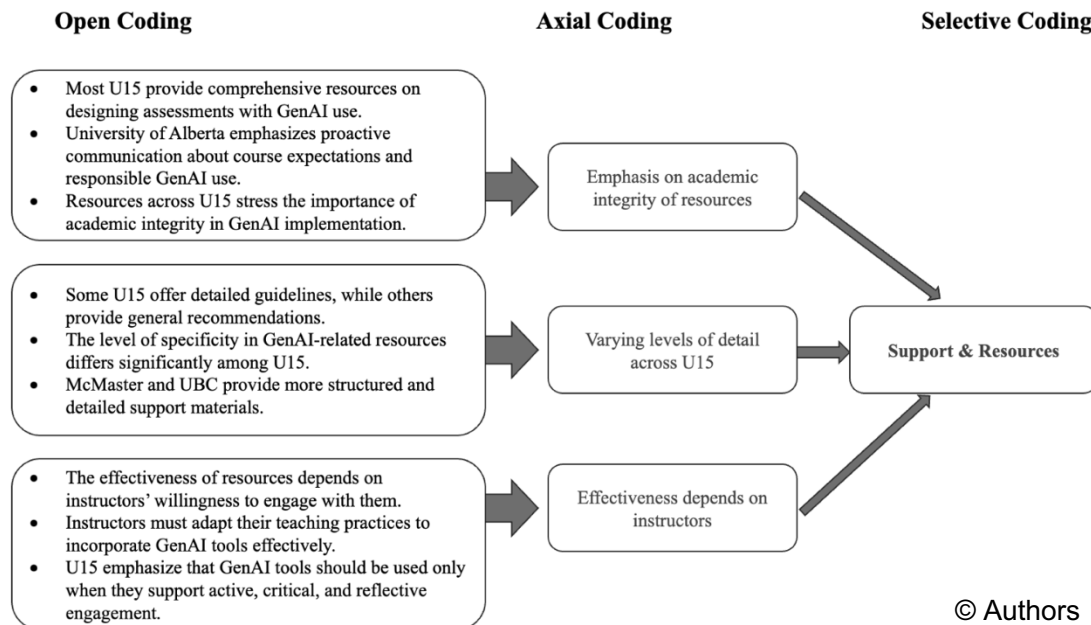 Open Coding
Axial Coding
Selective Coding
• Most U15 provide comprehensive resources on
designing assessments with GenAI use.
• University of Alberta emphasizes proactive
communication about course expectations and
responsible GenAI use.
• Resources across U15 stress the importance of
academic integrity in GenAI implementation.
Emphasis on academic
integrity of resources
• Some U15 offer detailed guidelines, while others
provide general recommendations.
• The level of specificity in GenAI-related resources
differs significantly among U15.
• McMaster and UBC provide more structured and
detailed support materials.
Varying levels of detail
across U15
Support & Resources
• The effectiveness of resources depends on
instructors’ willingness to engage with them.
• Instructors must adapt their teaching practices to
incorporate GenAI tools effectively.
• U15 emphasize that GenAI tools should be used only
when they support active, critical, and reflective
engagement.
Effectiveness depends on
instructors
© Authors